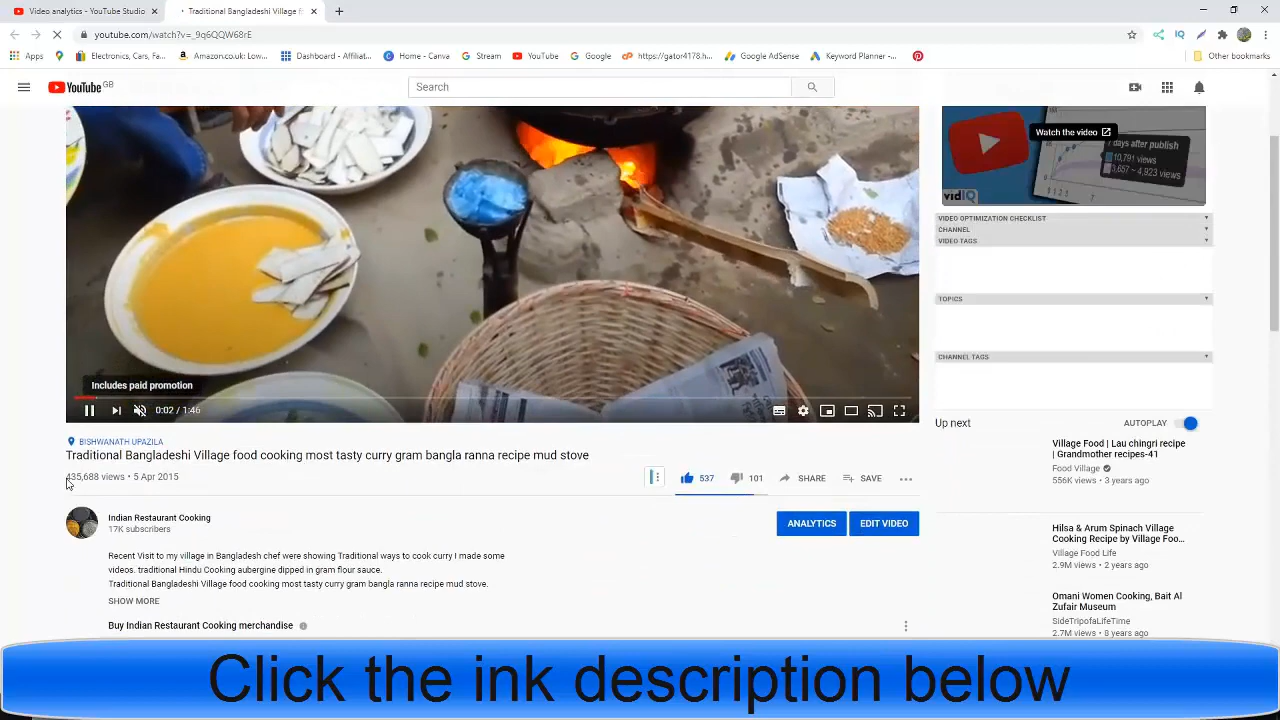 Video analytics - YouTube Studio
Traditional Bangladeshi Village f
youtube.com/watch?v=_9q6QQW68rE
Electronics, Cars, Fa...
Amazon.co.uk: Low...
Dashboard - Affiliat...
Home - Canva
Stream
YouTube
Google
https://gator4178.h...
Google AdSense
Keyword Planner -...
Other bookmarks
YouTube GB
Search
Watch the video
7 days after publish
10,791 views
3,657 ~ 4,923 views
vidIQ
VIDEO OPTIMIZATION CHECKLIST
CHANNEL
VIDEO TAGS
TOPICS
CHANNEL TAGS
Includes paid promotion
0:02 / 1:46
BISHWANATH UPAZILA
Traditional Bangladeshi Village food cooking most tasty curry gram bangla ranna recipe mud stove
435,688 views • 5 Apr 2015
537
101
SHARE
SAVE
Indian Restaurant Cooking
17K subscribers
ANALYTICS
EDIT VIDEO
Recent Visit to my village in Bangladesh chef were showing Traditional ways to cook curry I made some
videos. traditional Hindu Cooking aubergine dipped in gram flour sauce.
Traditional Bangladeshi Village food cooking most tasty curry gram bangla ranna recipe mud stove.
SHOW MORE
Buy Indian Restaurant Cooking merchandise
Up next
AUTOPLAY
Village Food | Lau chingri recipe
| Grandmother recipes-41
Food Village
556K views • 3 years ago
Hilsa & Arum Spinach Village
Cooking Recipe by Village Foo...
Village Food Life
2.9M views • 2 years ago
Omani Women Cooking, Bait Al
Zufair Museum
SideTripofaLifeTime
2.7M views • 8 years ago
Click the ink description below